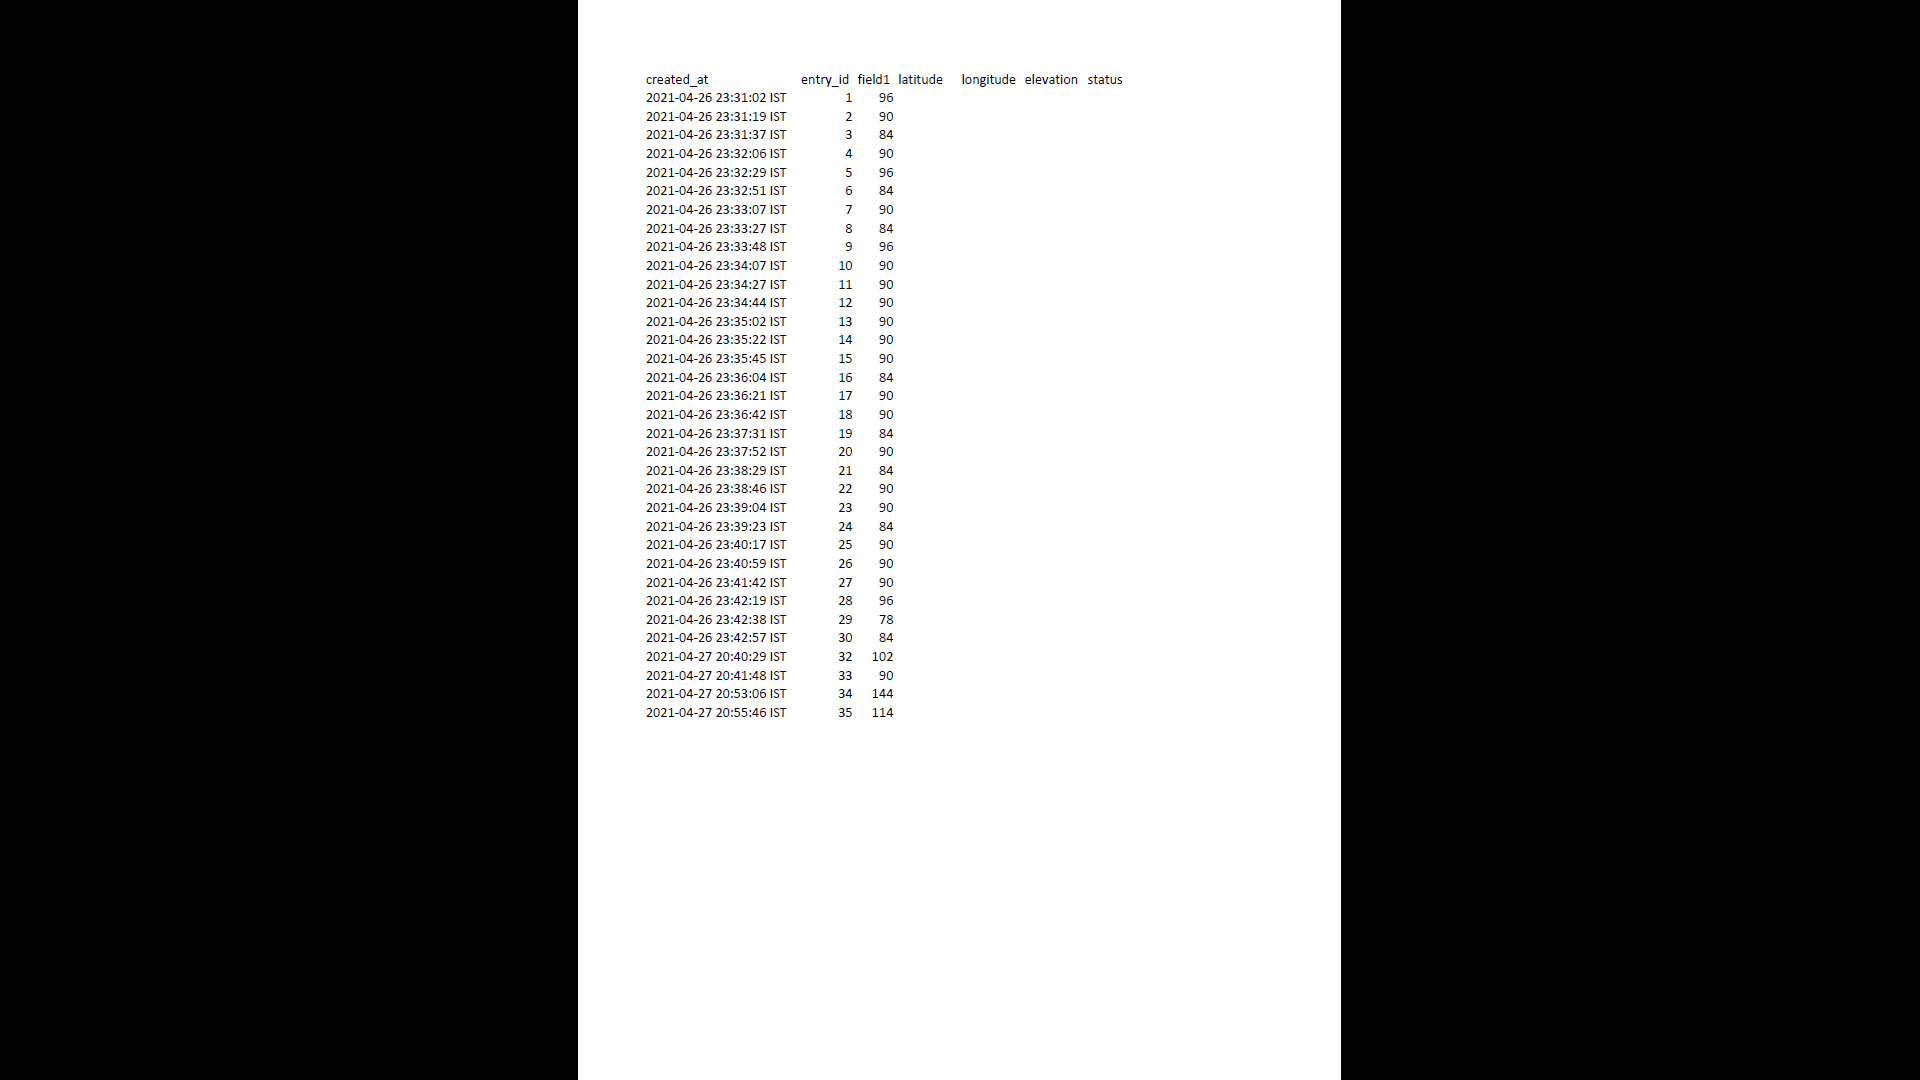 created_at entry_id field1 latitude longitude elevation status
2021-04-26 23:31:02 IST 1 96
2021-04-26 23:31:19 IST 2 90
2021-04-26 23:31:37 IST 3 84
2021-04-26 23:32:06 IST 4 90
2021-04-26 23:32:29 IST 5 96
2021-04-26 23:32:51 IST 6 84
2021-04-26 23:33:07 IST 7 90
2021-04-26 23:33:27 IST 8 84
2021-04-26 23:33:48 IST 9 96
2021-04-26 23:34:07 IST 10 90
2021-04-26 23:34:27 IST 11 90
2021-04-26 23:34:44 IST 12 90
2021-04-26 23:35:02 IST 13 90
2021-04-26 23:35:22 IST 14 90
2021-04-26 23:35:45 IST 15 90
2021-04-26 23:36:04 IST 16 84
2021-04-26 23:36:21 IST 17 90
2021-04-26 23:36:42 IST 18 90
2021-04-26 23:37:31 IST 19 84
2021-04-26 23:37:52 IST 20 90
2021-04-26 23:38:29 IST 21 84
2021-04-26 23:38:46 IST 22 90
2021-04-26 23:39:04 IST 23 90
2021-04-26 23:39:23 IST 24 84
2021-04-26 23:40:17 IST 25 90
2021-04-26 23:40:59 IST 26 90
2021-04-26 23:41:42 IST 27 90
2021-04-26 23:42:19 IST 28 96
2021-04-26 23:42:38 IST 29 78
2021-04-26 23:42:57 IST 30 84
2021-04-27 20:40:29 IST 32 102
2021-04-27 20:41:48 IST 33 90
2021-04-27 20:53:06 IST 34 144
2021-04-27 20:55:46 IST 35 114